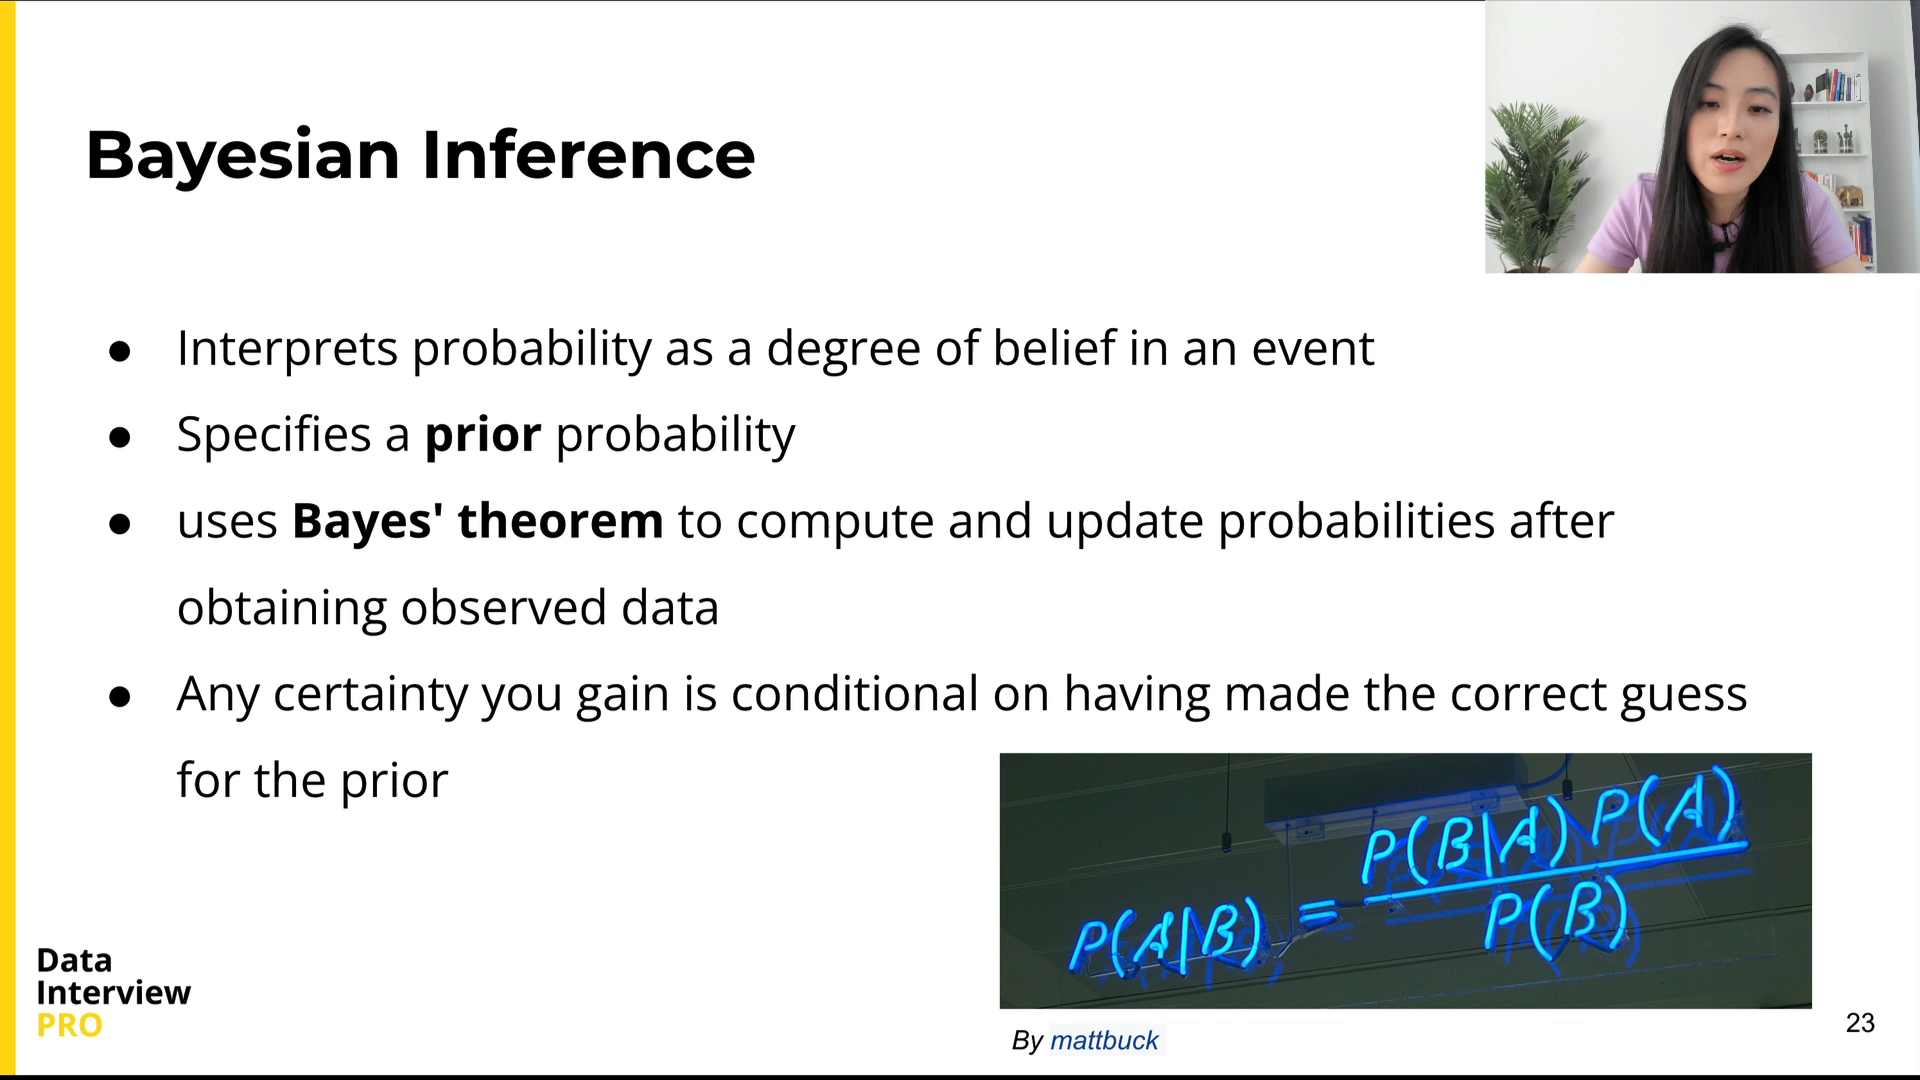 Bayesian Inference
● Interprets probability as a degree of belief in an event
● Specifies a prior probability
● uses Bayes' theorem to compute and update probabilities after
obtaining observed data
● Any certainty you gain is conditional on having made the correct guess
for the prior
P(A|B) = P(B|A) P(A)
P(B)
Data
Interview
PRO
By mattbuck
23